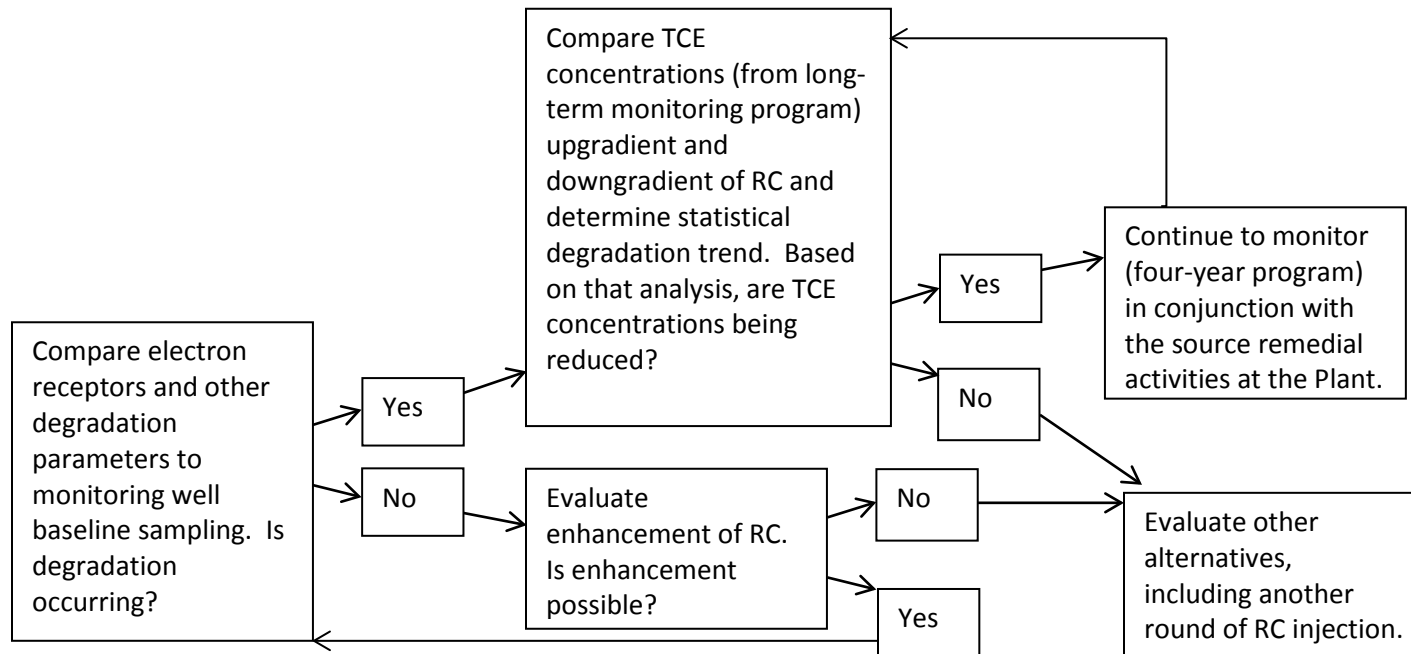 Compare TCE
concentrations (from long-
term monitoring program)
upgradient and
downgradient of RC and
determine statistical
degradation trend.  Based
on that analysis, are TCE
concentrations being
reduced?
Yes
No
Continue to monitor
(four-year program)
in conjunction with
the source remedial
activities at the Plant.
Compare electron
receptors and other
degradation
parameters to
monitoring well
baseline sampling.  Is
degradation
occurring?
Yes
No
Evaluate
enhancement of RC.
Is enhancement
possible?
No
Yes
Evaluate other
alternatives,
including another
round of RC injection.